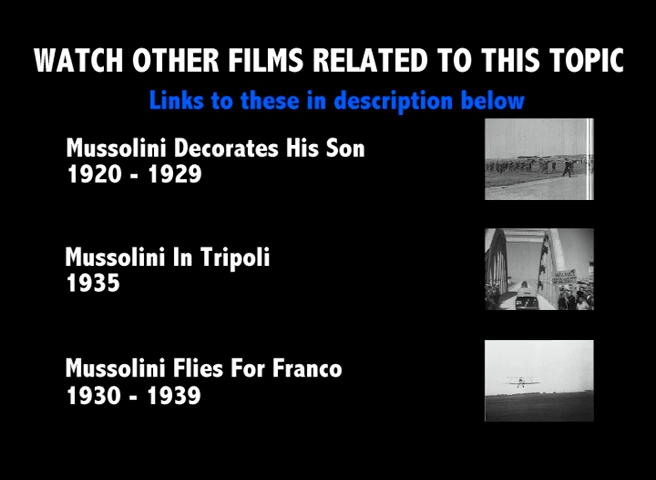 WATCH OTHER FILMS RELATED TO THIS TOPIC
Links to these in description below
Mussolini Decorates His Son
1920 - 1929
Mussolini In Tripoli
1935
Mussolini Flies For Franco
1930 - 1939